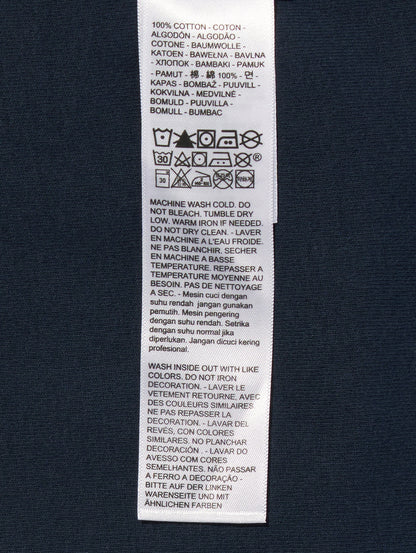 100% COTTON - COTON -
ALGODÓN - ALGODÃO -
COTONE - BAUMWOLLE -
KATOEN - BAWEŁNA - BAVLNA
- ХЛОПОК - BAMBAKI - PAMUK
- PAMUT - 棉 - 綿 100% - 면
- KAPAS - BOMBAŽ - PUUVILL -
KOKVILNA - MEDVILNĖ -
BOMULD - PUUVILLA -
BOMULL - BUMBAC
30
®
30
MACHINE WASH COLD. DO
NOT BLEACH. TUMBLE DRY
LOW. WARM IRON IF NEEDED.
DO NOT DRY CLEAN. - LAVER
EN MACHINE A L'EAU FROIDE.
NE PAS BLANCHIR. SECHER
EN MACHINE A BASSE
TEMPERATURE. REPASSER A
TEMPERATURE MOYENNE AU
BESOIN. PAS DE NETTOYAGE
A SEC. - Mesin cuci dengan
suhu rendah jangan gunakan
pemutih. Mesin pengering
dengan suhu rendah. Setrika
dengan suhu normal jika
diperlukan. Jangan dicuci kering
profesional.
WASH INSIDE OUT WITH LIKE
COLORS. DO NOT IRON
DECORATION. - LAVER LE
VETEMENT RETOURNE, AVEC
DES COULEURS SIMILAIRES
NE PAS REPASSER LA
DECORATION. - LAVAR DEL
REVÉS, CON COLORES
SIMILARES. NO PLANCHAR
DECORACIÓN . - LAVAR DO
AVESSO COM CORES
SEMELHANTES. NÃO PASSAR
A FERRO A DECORAÇÃO -
BITTE AUF DER LINKEN
WARENSEITE UND MIT
ÄHNLICHEN FARBEN